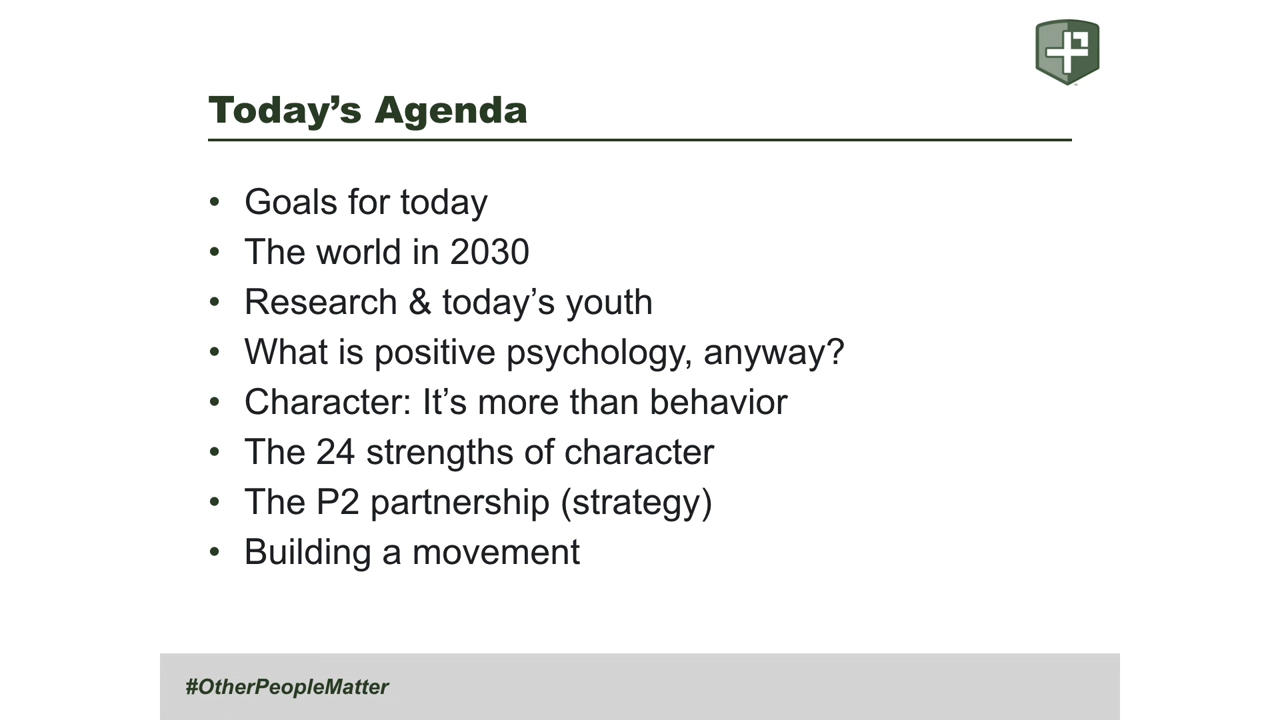 Today’s Agenda
• Goals for today
• The world in 2030
• Research & today’s youth
• What is positive psychology, anyway?
• Character: It’s more than behavior
• The 24 strengths of character
• The P2 partnership (strategy)
• Building a movement
#OtherPeopleMatter